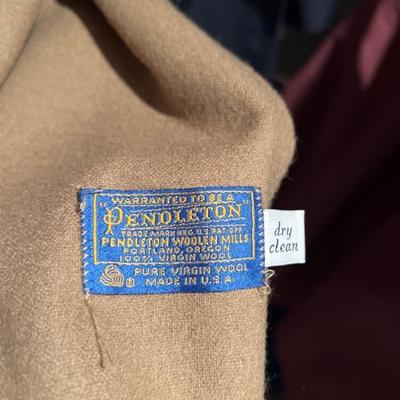 "WARRANTED TO BE A
PENDLETON"
TRADE MARK REG. U.S. PAT. OFF.
PENDLETON WOOLEN MILLS
PORTLAND, OREGON
100% VIRGIN WOOL
PURE VIRGIN WOOL
MADE IN U.S.A.
dry
clean